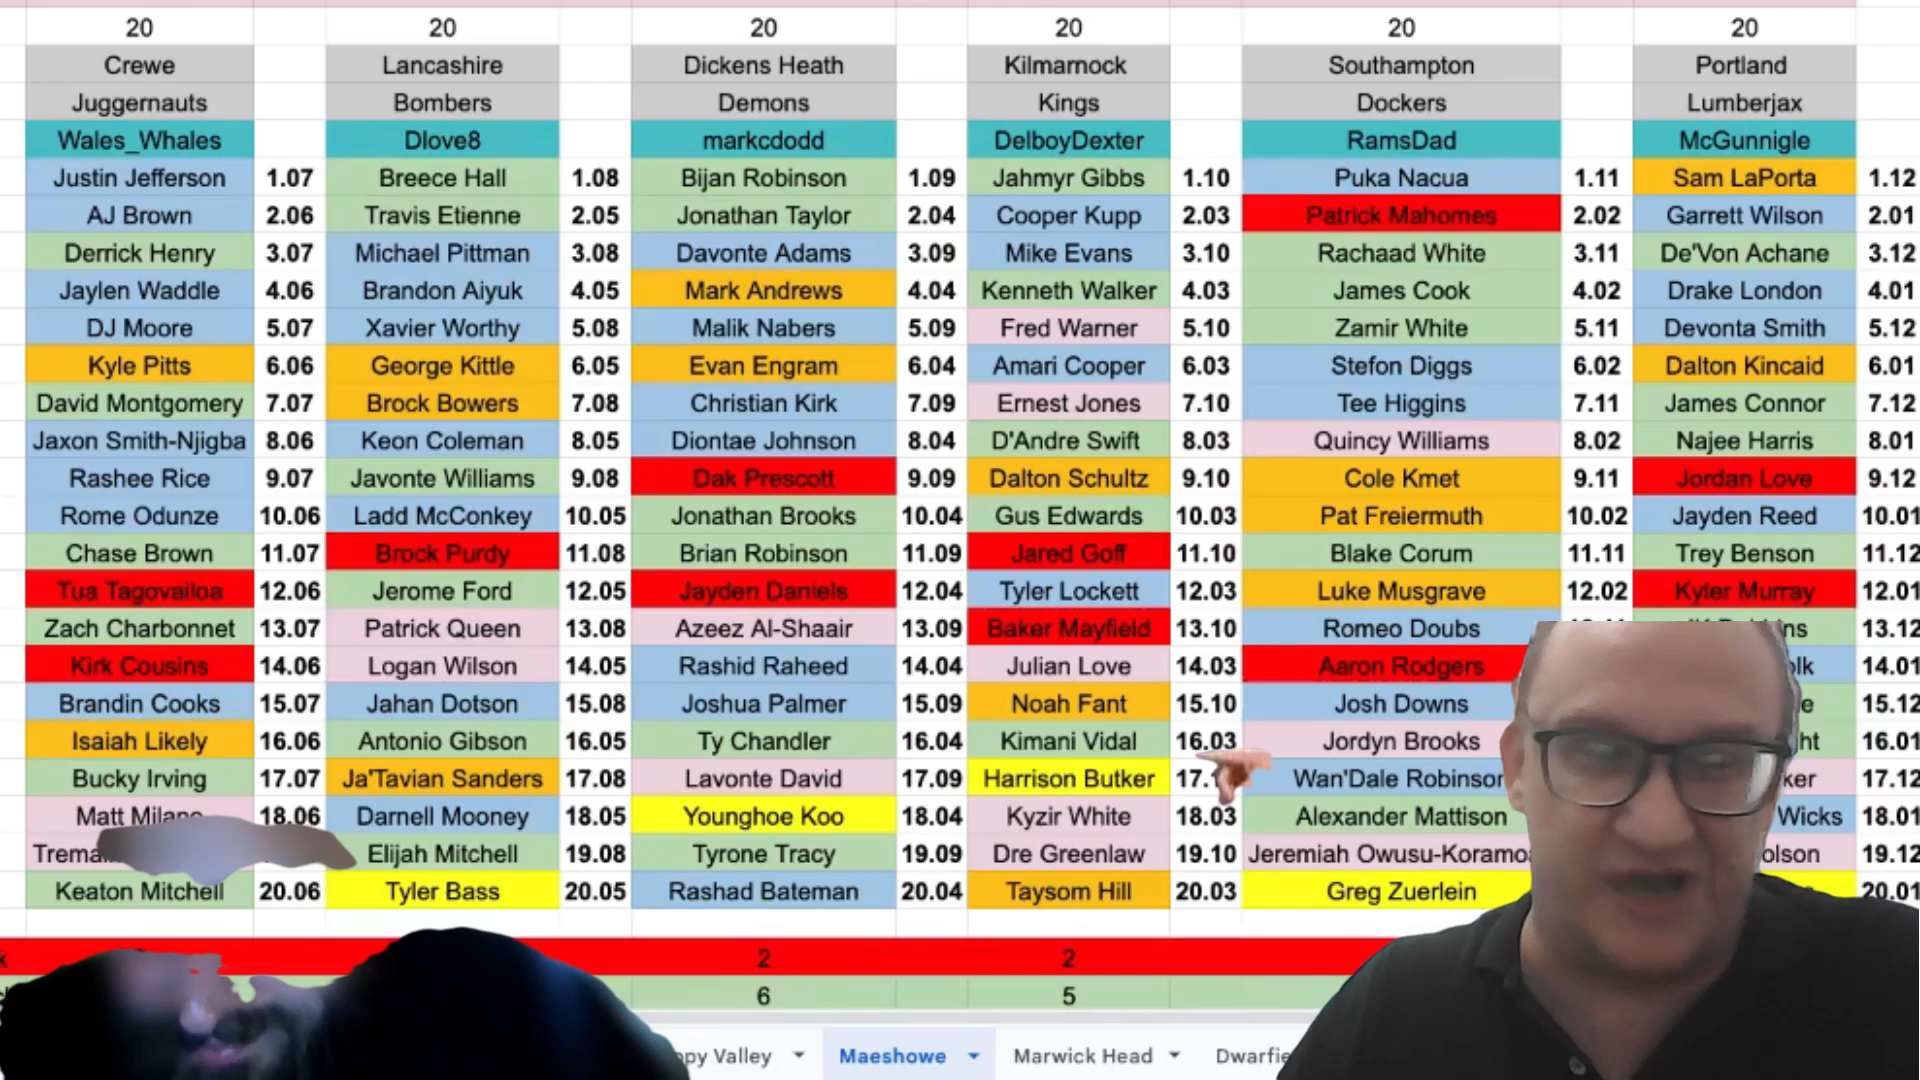 20 20 20 20 20 20
Crewe Lancashire Dickens Heath Kilmarnock Southampton Portland
Juggernauts Bombers Demons Kings Dockers Lumberjax
Wales_Whales Dlove8 markcdodd DelboyDexter RamsDad McGunnigle
Justin Jefferson 1.07 Breece Hall 1.08 Bijan Robinson 1.09 Jahmyr Gibbs 1.10 Puka Nacua 1.11 Sam LaPorta 1.12
AJ Brown 2.06 Travis Etienne 2.05 Jonathan Taylor 2.04 Cooper Kupp 2.03 Patrick Mahomes 2.02 Garrett Wilson 2.01
Derrick Henry 3.07 Michael Pittman 3.08 Davonte Adams 3.09 Mike Evans 3.10 Rachaad White 3.11 De'Von Achane 3.12
Jaylen Waddle 4.06 Brandon Aiyuk 4.05 Mark Andrews 4.04 Kenneth Walker 4.03 James Cook 4.02 Drake London 4.01
DJ Moore 5.07 Xavier Worthy 5.08 Malik Nabers 5.09 Fred Warner 5.10 Zamir White 5.11 Devonta Smith 5.12
Kyle Pitts 6.06 George Kittle 6.05 Evan Engram 6.04 Amari Cooper 6.03 Stefon Diggs 6.02 Dalton Kincaid 6.01
David Montgomery 7.07 Brock Bowers 7.08 Christian Kirk 7.09 Ernest Jones 7.10 Tee Higgins 7.11 James Connor 7.12
Jaxon Smith-Njigba 8.06 Keon Coleman 8.05 Diontae Johnson 8.04 D'Andre Swift 8.03 Quincy Williams 8.02 Najee Harris 8.01
Rashee Rice 9.07 Javonte Williams 9.08 Dak Prescott 9.09 Dalton Schultz 9.10 Cole Kmet 9.11 Jordan Love 9.12
Rome Odunze 10.06 Ladd McConkey 10.05 Jonathan Brooks 10.04 Gus Edwards 10.03 Pat Freiermuth 10.02 Jayden Reed 10.01
Chase Brown 11.07 Brock Purdy 11.08 Brian Robinson 11.09 Jared Goff 11.10 Blake Corum 11.11 Trey Benson 11.12
Tua Tagovailoa 12.06 Jerome Ford 12.05 Jayden Daniels 12.04 Tyler Lockett 12.03 Luke Musgrave 12.02 Kyler Murray 12.01
Zach Charbonnet 13.07 Patrick Queen 13.08 Azeez Al-Shaair 13.09 Baker Mayfield 13.10 Romeo Doubs 13.12
Kirk Cousins 14.06 Logan Wilson 14.05 Rashid Raheed 14.04 Julian Love 14.03 Aaron Rodgers 14.01
Brandin Cooks 15.07 Jahan Dotson 15.08 Joshua Palmer 15.09 Noah Fant 15.10 Josh Downs 15.12
Isaiah Likely 16.06 Antonio Gibson 16.05 Ty Chandler 16.04 Kimani Vidal 16.03 Jordyn Brooks 16.01
Bucky Irving 17.07 Ja'Tavian Sanders 17.08 Lavonte David 17.09 Harrison Butker Wan'Dale Robinson 17.12
Matt Milano 18.06 Darnell Mooney 18.05 Younghoe Koo 18.04 Kyzir White 18.03 Alexander Mattison Wicks 18.01
Elijah Mitchell 19.08 Tyrone Tracy 19.09 Dre Greenlaw 19.10 Jeremiah Owusu-Koramoa 19.12
Keaton Mitchell 20.06 Tyler Bass 20.05 Rashad Bateman 20.04 Taysom Hill 20.03 Greg Zuerlein 20.01
2 2
6 5
Valley Maeshowe Marwick Head